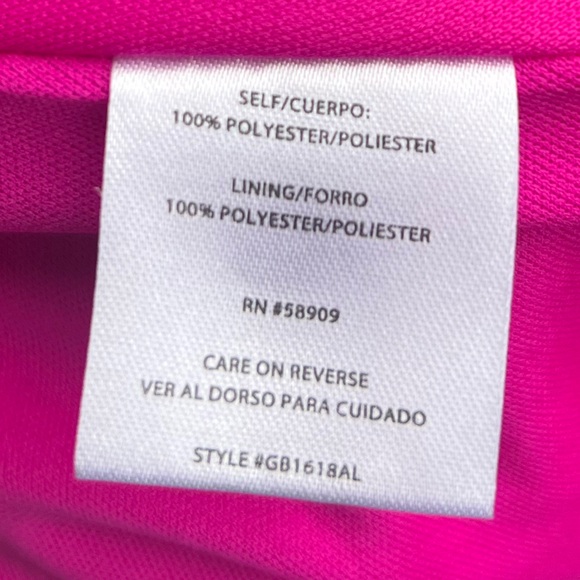 SELF/CUERPO:
100% POLYESTER/POLIESTER
LINING/FORRO
100% POLYESTER/POLIESTER
RN #58909
CARE ON REVERSE
VER AL DORSO PARA CUIDADO
STYLE #GB1618AL